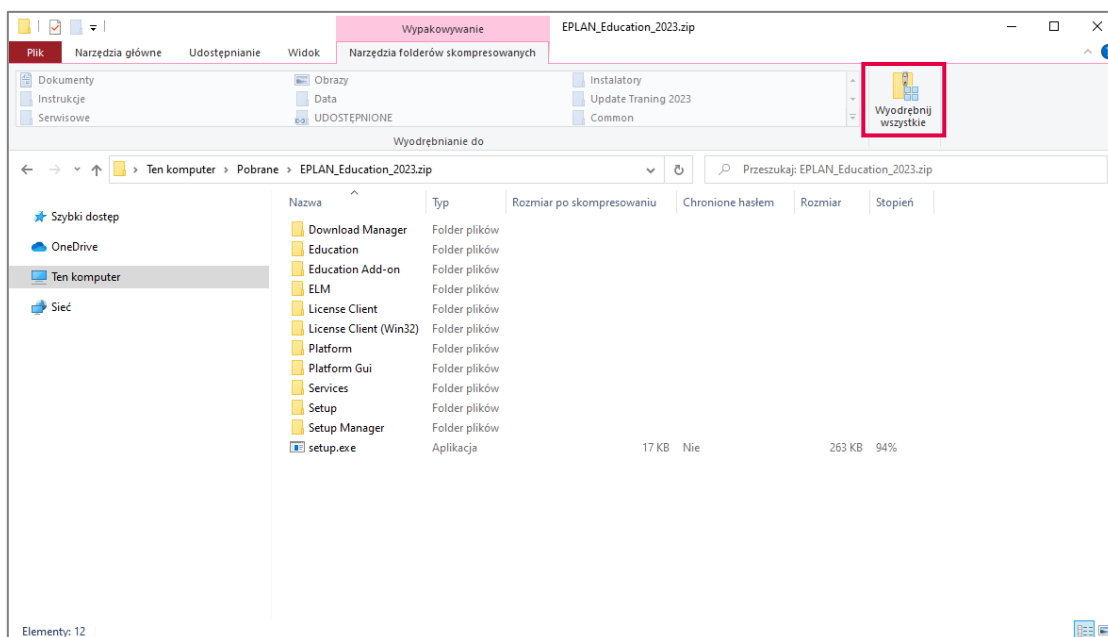 Wypakowywanie EPLAN_Education_2023.zip
Plik Narzędzia główne Udostępnianie Widok Narzędzia folderów skompresowanych
Dokumenty Obrazy Instalatory
Instrukcje Data Update Traning 2023
Serwisowe UDOSTĘPNIONE Common
Wyodrębnij
wszystkie
Wyodrębnianie do
Ten komputer > Pobrane > EPLAN_Education_2023.zip Przeszukaj: EPLAN_Education_2023.zip
Szybki dostęp
OneDrive
Ten komputer
Sieć
Nazwa Typ Rozmiar po skompresowaniu Chronione hasłem Rozmiar Stopień
Download Manager Folder plików
Education Folder plików
Education Add-on Folder plików
ELM Folder plików
License Client Folder plików
License Client (Win32) Folder plików
Platform Folder plików
Platform Gui Folder plików
Services Folder plików
Setup Folder plików
Setup Manager Folder plików
setup.exe Aplikacja 17 KB Nie 263 KB 94%
Elementy: 12